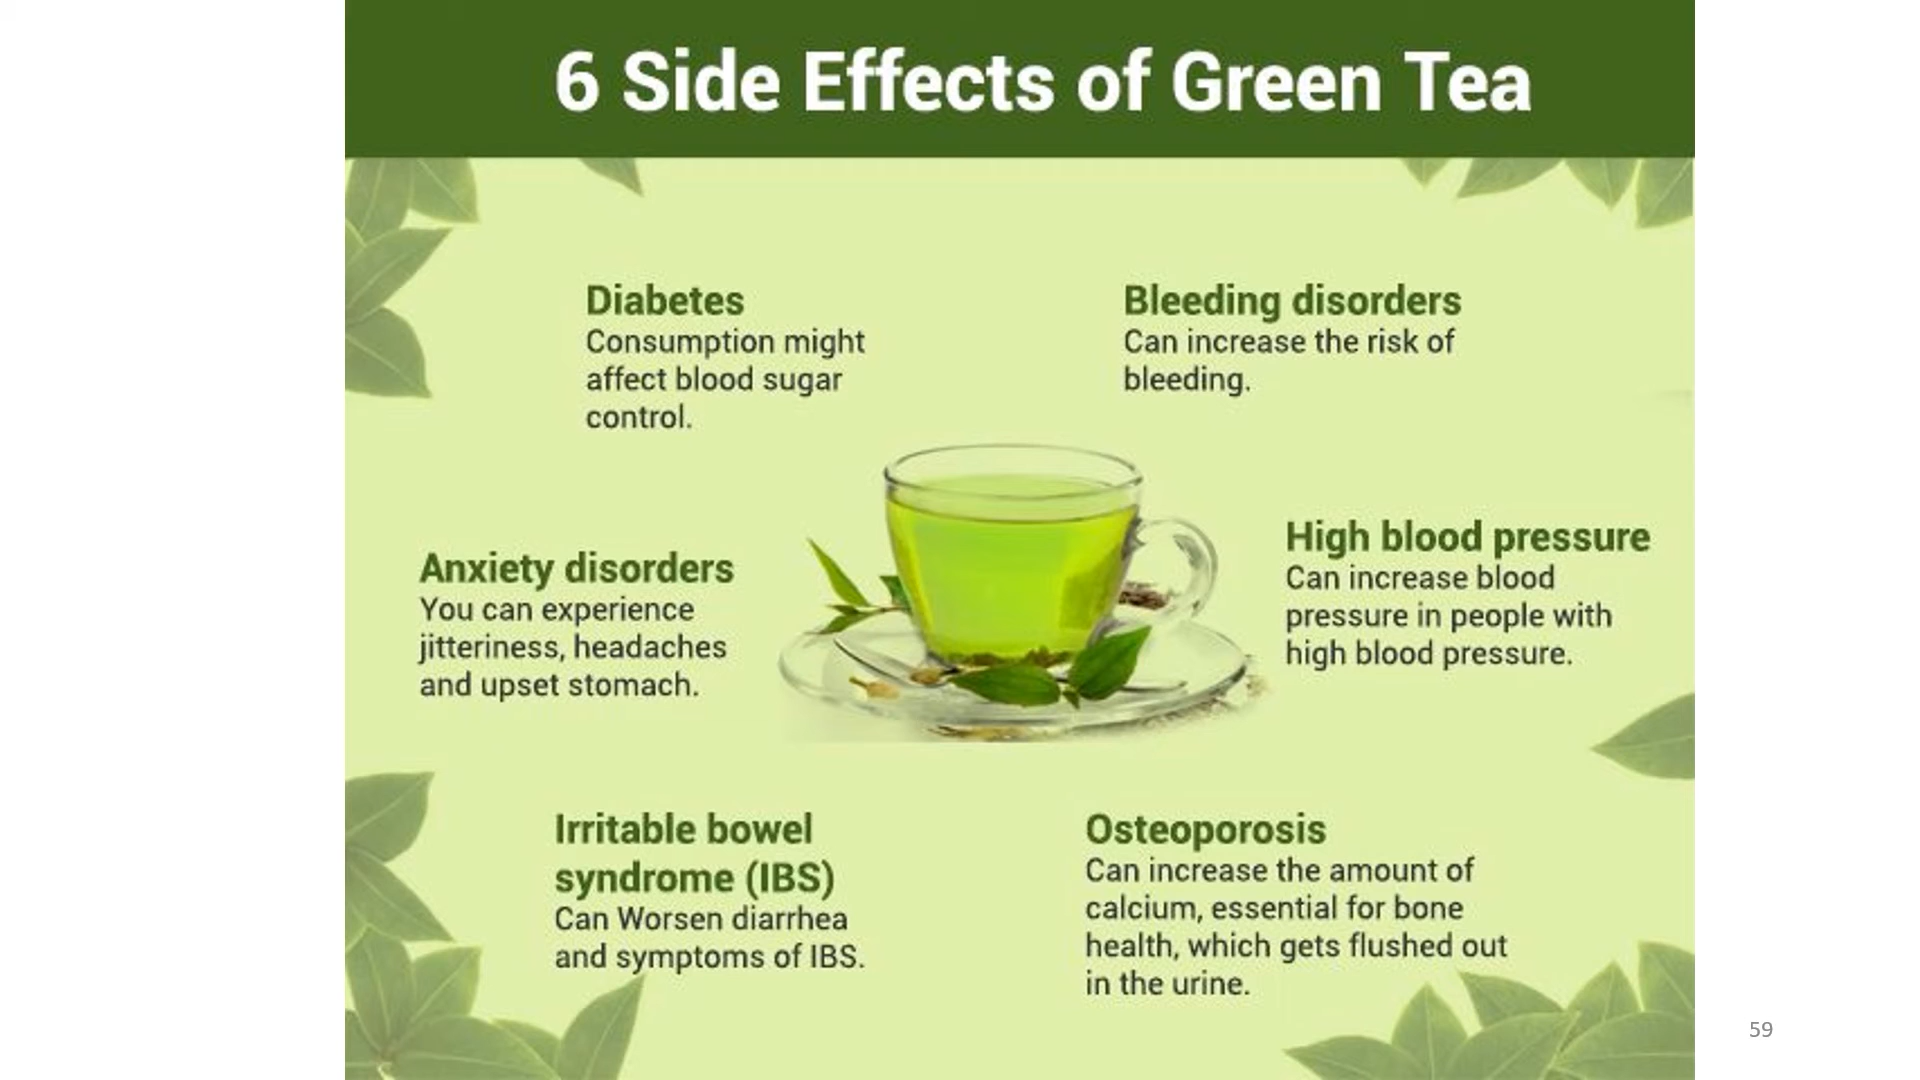 6 Side Effects of Green Tea
Diabetes
Consumption might
affect blood sugar
control.
Bleeding disorders
Can increase the risk of
bleeding.
Anxiety disorders
You can experience
jitteriness, headaches
and upset stomach.
High blood pressure
Can increase blood
pressure in people with
high blood pressure.
Irritable bowel
syndrome (IBS)
Can Worsen diarrhea
and symptoms of IBS.
Osteoporosis
Can increase the amount of
calcium, essential for bone
health, which gets flushed out
in the urine.
59